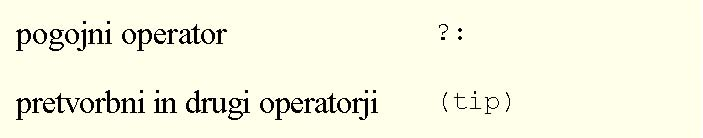 pogojni operator ?:
pretvorbni in drugi operatorji (tip)